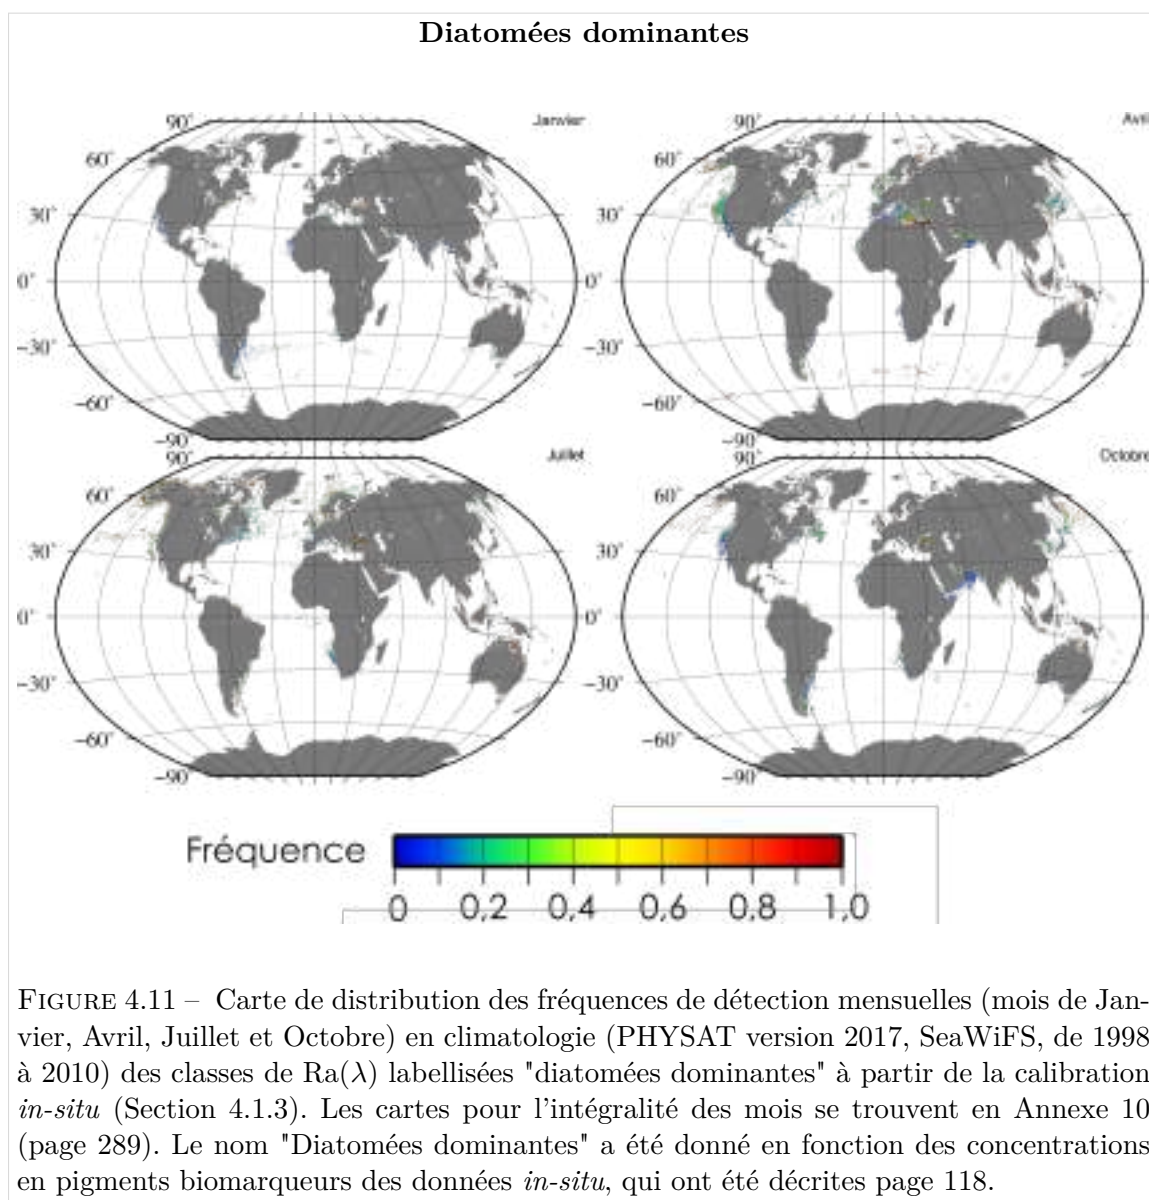 Diatomées dominantes
Janvier
90°
60°
30°
0°
−30°
−60°
−90°
Avril
90°
60°
30°
0°
−30°
−60°
−90°
Juillet
90°
60°
30°
0°
−30°
−60°
−90°
Octobre
90°
60°
30°
0°
−30°
−60°
−90°
Fréquence
0 0,2 0,4 0,6 0,8 1,0
FIGURE 4.11 – Carte de distribution des fréquences de détection mensuelles (mois de Jan-
vier, Avril, Juillet et Octobre) en climatologie (PHYSAT version 2017, SeaWiFS, de 1998
à 2010) des classes de Ra(λ) labellisées "diatomées dominantes" à partir de la calibration
in-situ (Section 4.1.3). Les cartes pour l'intégralité des mois se trouvent en Annexe 10
(page 289). Le nom "Diatomées dominantes" a été donné en fonction des concentrations
en pigments biomarqueurs des données in-situ, qui ont été décrites page 118.